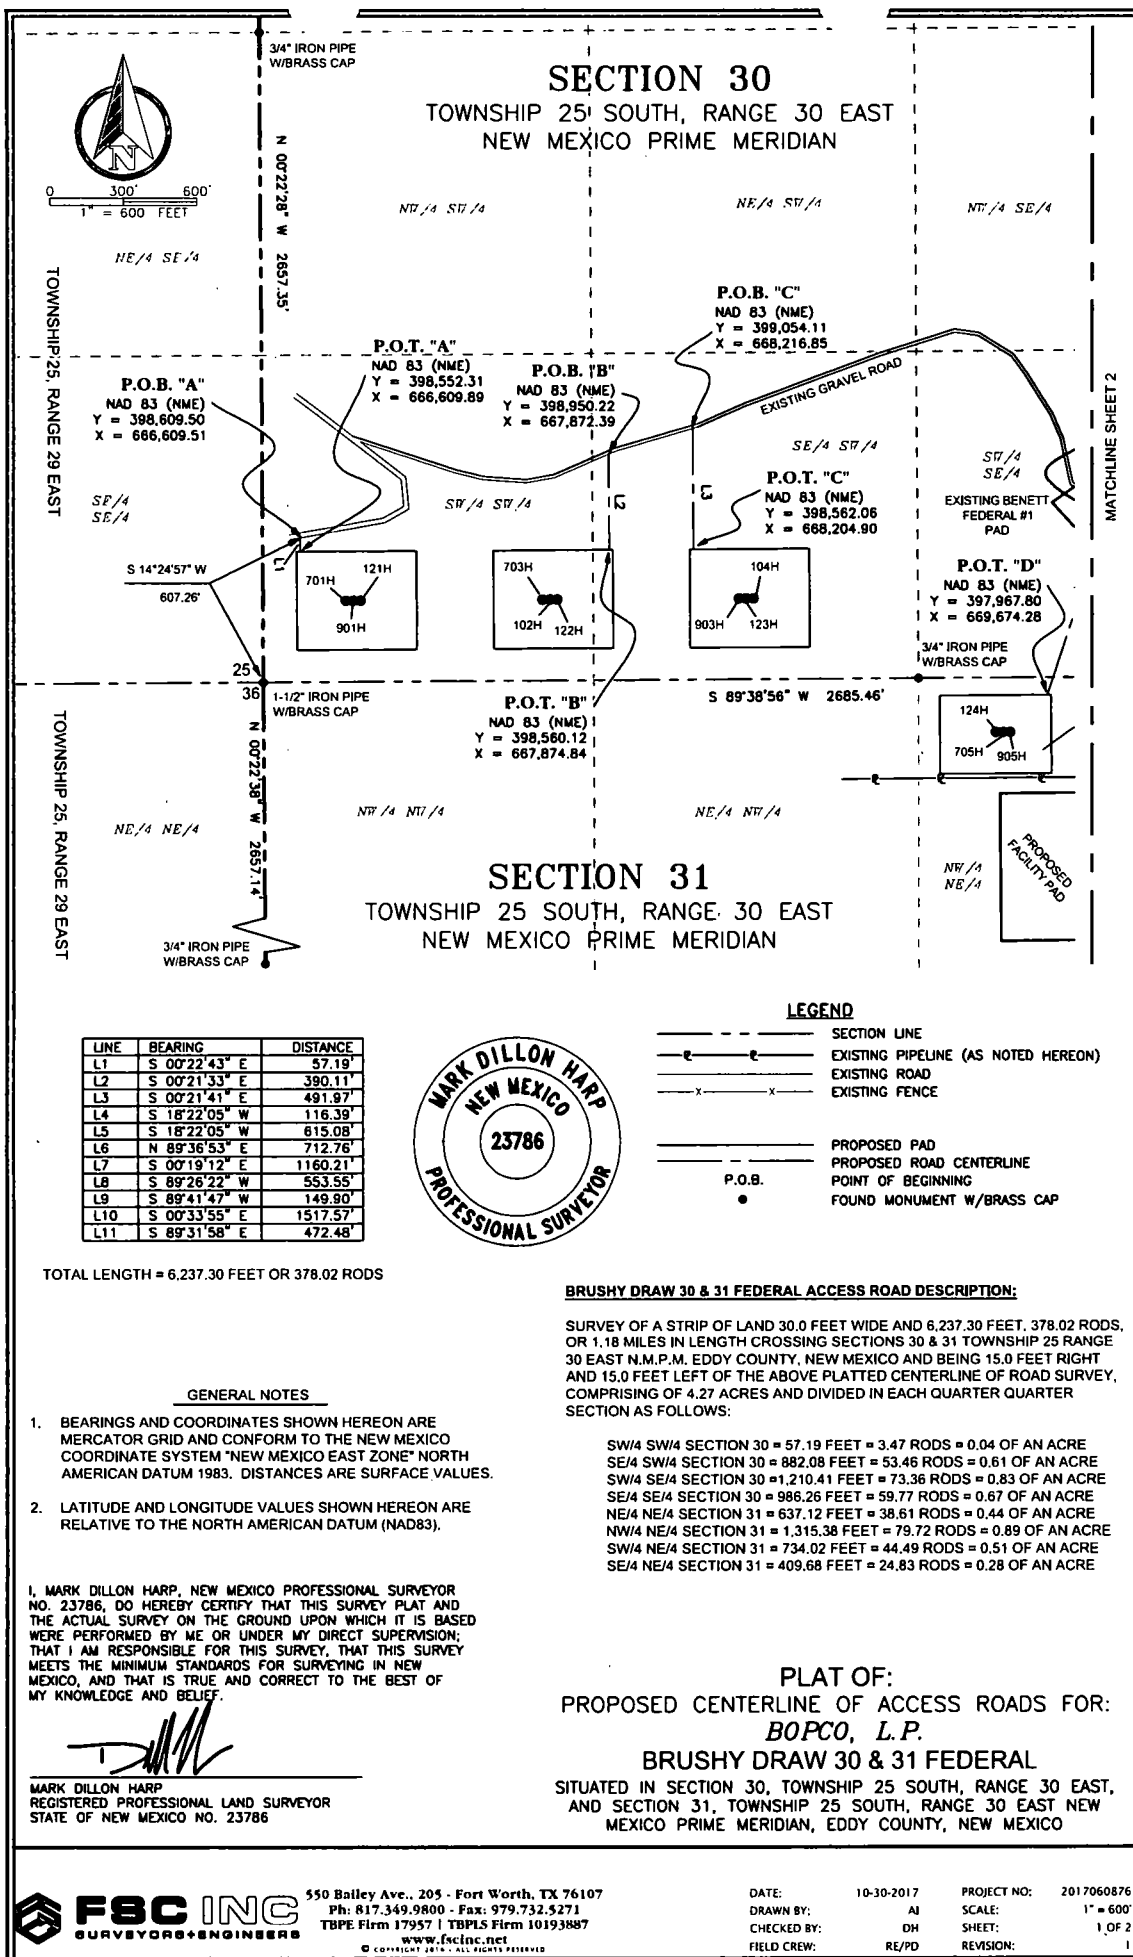 3/4" IRON PIPE
W/BRASS CAP
SECTION 30
TOWNSHIP 25 SOUTH, RANGE 30 EAST
NEW MEXICO PRIME MERIDIAN
N
0 300' 600'
1" = 600 FEET
N 00°22'28" W 2657.35'
NW/4 SW/4
NE/4 SW/4
NW/4 SE/4
NE/4 SE/4
TOWNSHIP 25, RANGE 29 EAST
P.O.B. "C"
NAD 83 (NME)
Y = 399,054.11
X = 668,216.85
P.O.T. "A"
NAD 83 (NME)
Y = 398,552.31
X = 666,609.89
P.O.B. "B"
NAD 83 (NME)
Y = 398,950.22
X = 667,872.39
P.O.B. "A"
NAD 83 (NME)
Y = 398,609.50
X = 666,609.51
EXISTING GRAVEL ROAD
MATCHLINE SHEET 2
SE/4 SW/4
SW/4
SE/4
SE/4
SE/4
SW/4 SW/4
P.O.T. "C"
NAD 83 (NME)
Y = 398,562.06
X = 668,204.90
EXISTING BENETT
FEDERAL #1
PAD
L1
L2
L3
S 14°24'57" W
607.26'
701H
121H
901H
703H
102H
122H
104H
903H
123H
P.O.T. "D"
NAD 83 (NME)
Y = 397,967.80
X = 669,674.28
3/4" IRON PIPE
W/BRASS CAP
25
36
1-1/2" IRON PIPE
W/BRASS CAP
S 89°38'56" W 2685.46'
P.O.T. "B"
NAD 83 (NME)
Y = 398,560.12
X = 667,874.84
124H
705H
905H
TOWNSHIP 25, RANGE 29 EAST
N 00°22'38" W 2657.14'
NE/4 NE/4
NW/4 NW/4
NE/4 NW/4
NW/4
NE/4
PROPOSED
FACILITY PAD
SECTION 31
TOWNSHIP 25 SOUTH, RANGE 30 EAST
NEW MEXICO PRIME MERIDIAN
3/4" IRON PIPE
W/BRASS CAP
LINE BEARING DISTANCE
L1 S 00°22'43" E 57.19'
L2 S 00°21'33" E 390.11'
L3 S 00°21'41" E 491.97'
L4 S 18°22'05" W 116.39'
L5 S 18°22'05" W 615.08'
L6 N 89°36'53" E 712.76'
L7 S 00°19'12" E 1160.21'
L8 S 89°26'22" W 553.55'
L9 S 89°41'47" W 149.90'
L10 S 00°33'55" E 1517.57'
L11 S 89°31'58" E 472.48'
TOTAL LENGTH = 6,237.30 FEET OR 378.02 RODS
MARK DILLON HARP
NEW MEXICO
23786
PROFESSIONAL SURVEYOR
LEGEND
SECTION LINE
EXISTING PIPELINE (AS NOTED HEREON)
EXISTING ROAD
EXISTING FENCE
PROPOSED PAD
PROPOSED ROAD CENTERLINE
P.O.B. POINT OF BEGINNING
FOUND MONUMENT W/BRASS CAP
BRUSHY DRAW 30 & 31 FEDERAL ACCESS ROAD DESCRIPTION:
SURVEY OF A STRIP OF LAND 30.0 FEET WIDE AND 6,237.30 FEET, 378.02 RODS,
OR 1.18 MILES IN LENGTH CROSSING SECTIONS 30 & 31 TOWNSHIP 25 RANGE
30 EAST N.M.P.M. EDDY COUNTY, NEW MEXICO AND BEING 15.0 FEET RIGHT
AND 15.0 FEET LEFT OF THE ABOVE PLATTED CENTERLINE OF ROAD SURVEY,
COMPRISING OF 4.27 ACRES AND DIVIDED IN EACH QUARTER QUARTER
SECTION AS FOLLOWS:
SW/4 SW/4 SECTION 30 = 57.19 FEET = 3.47 RODS = 0.04 OF AN ACRE
SE/4 SW/4 SECTION 30 = 882.08 FEET = 53.46 RODS = 0.61 OF AN ACRE
SW/4 SE/4 SECTION 30 =1,210.41 FEET = 73.36 RODS = 0.83 OF AN ACRE
SE/4 SE/4 SECTION 30 = 986.26 FEET = 59.77 RODS = 0.67 OF AN ACRE
NE/4 NE/4 SECTION 31 = 637.12 FEET = 38.61 RODS = 0.44 OF AN ACRE
NW/4 NE/4 SECTION 31 = 1,315.38 FEET = 79.72 RODS = 0.89 OF AN ACRE
SW/4 NE/4 SECTION 31 = 734.02 FEET = 44.49 RODS = 0.51 OF AN ACRE
SE/4 NE/4 SECTION 31 = 409.68 FEET = 24.83 RODS = 0.28 OF AN ACRE
GENERAL NOTES
1. BEARINGS AND COORDINATES SHOWN HEREON ARE
MERCATOR GRID AND CONFORM TO THE NEW MEXICO
COORDINATE SYSTEM "NEW MEXICO EAST ZONE" NORTH
AMERICAN DATUM 1983. DISTANCES ARE SURFACE VALUES.
2. LATITUDE AND LONGITUDE VALUES SHOWN HEREON ARE
RELATIVE TO THE NORTH AMERICAN DATUM (NAD83).
I, MARK DILLON HARP, NEW MEXICO PROFESSIONAL SURVEYOR
NO. 23786, DO HEREBY CERTIFY THAT THIS SURVEY PLAT AND
THE ACTUAL SURVEY ON THE GROUND UPON WHICH IT IS BASED
WERE PERFORMED BY ME OR UNDER MY DIRECT SUPERVISION;
THAT I AM RESPONSIBLE FOR THIS SURVEY, THAT THIS SURVEY
MEETS THE MINIMUM STANDARDS FOR SURVEYING IN NEW
MEXICO, AND THAT IS TRUE AND CORRECT TO THE BEST OF
MY KNOWLEDGE AND BELIEF.
MARK DILLON HARP
REGISTERED PROFESSIONAL LAND SURVEYOR
STATE OF NEW MEXICO NO. 23786
PLAT OF:
PROPOSED CENTERLINE OF ACCESS ROADS FOR:
BOPCO, L.P.
BRUSHY DRAW 30 & 31 FEDERAL
SITUATED IN SECTION 30, TOWNSHIP 25 SOUTH, RANGE 30 EAST,
AND SECTION 31, TOWNSHIP 25 SOUTH, RANGE 30 EAST NEW
MEXICO PRIME MERIDIAN, EDDY COUNTY, NEW MEXICO
FSC INC
SURVEYORS+ENGINEERS
550 Bailey Ave., 205 - Fort Worth, TX 76107
Ph: 817.349.9800 - Fax: 979.732.5271
TBPE Firm 17957 | TBPLS Firm 10193887
www.fscinc.net
© COPYRIGHT 2016 - ALL RIGHTS RESERVED
DATE: 10-30-2017 PROJECT NO: 2017060876
DRAWN BY: AI SCALE: 1" = 600'
CHECKED BY: DH SHEET: 1 OF 2
FIELD CREW: RE/PD REVISION: 1